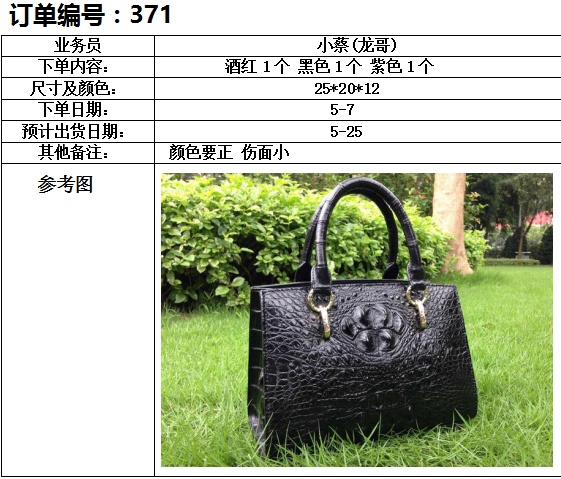 订单编号：371
业务员 小蔡(龙哥)
下单内容： 酒红1个 黑色1个 紫色1个
尺寸及颜色： 25*20*12
下单日期： 5-7
预计出货日期： 5-25
其他备注： 颜色要正 伤面小
参考图